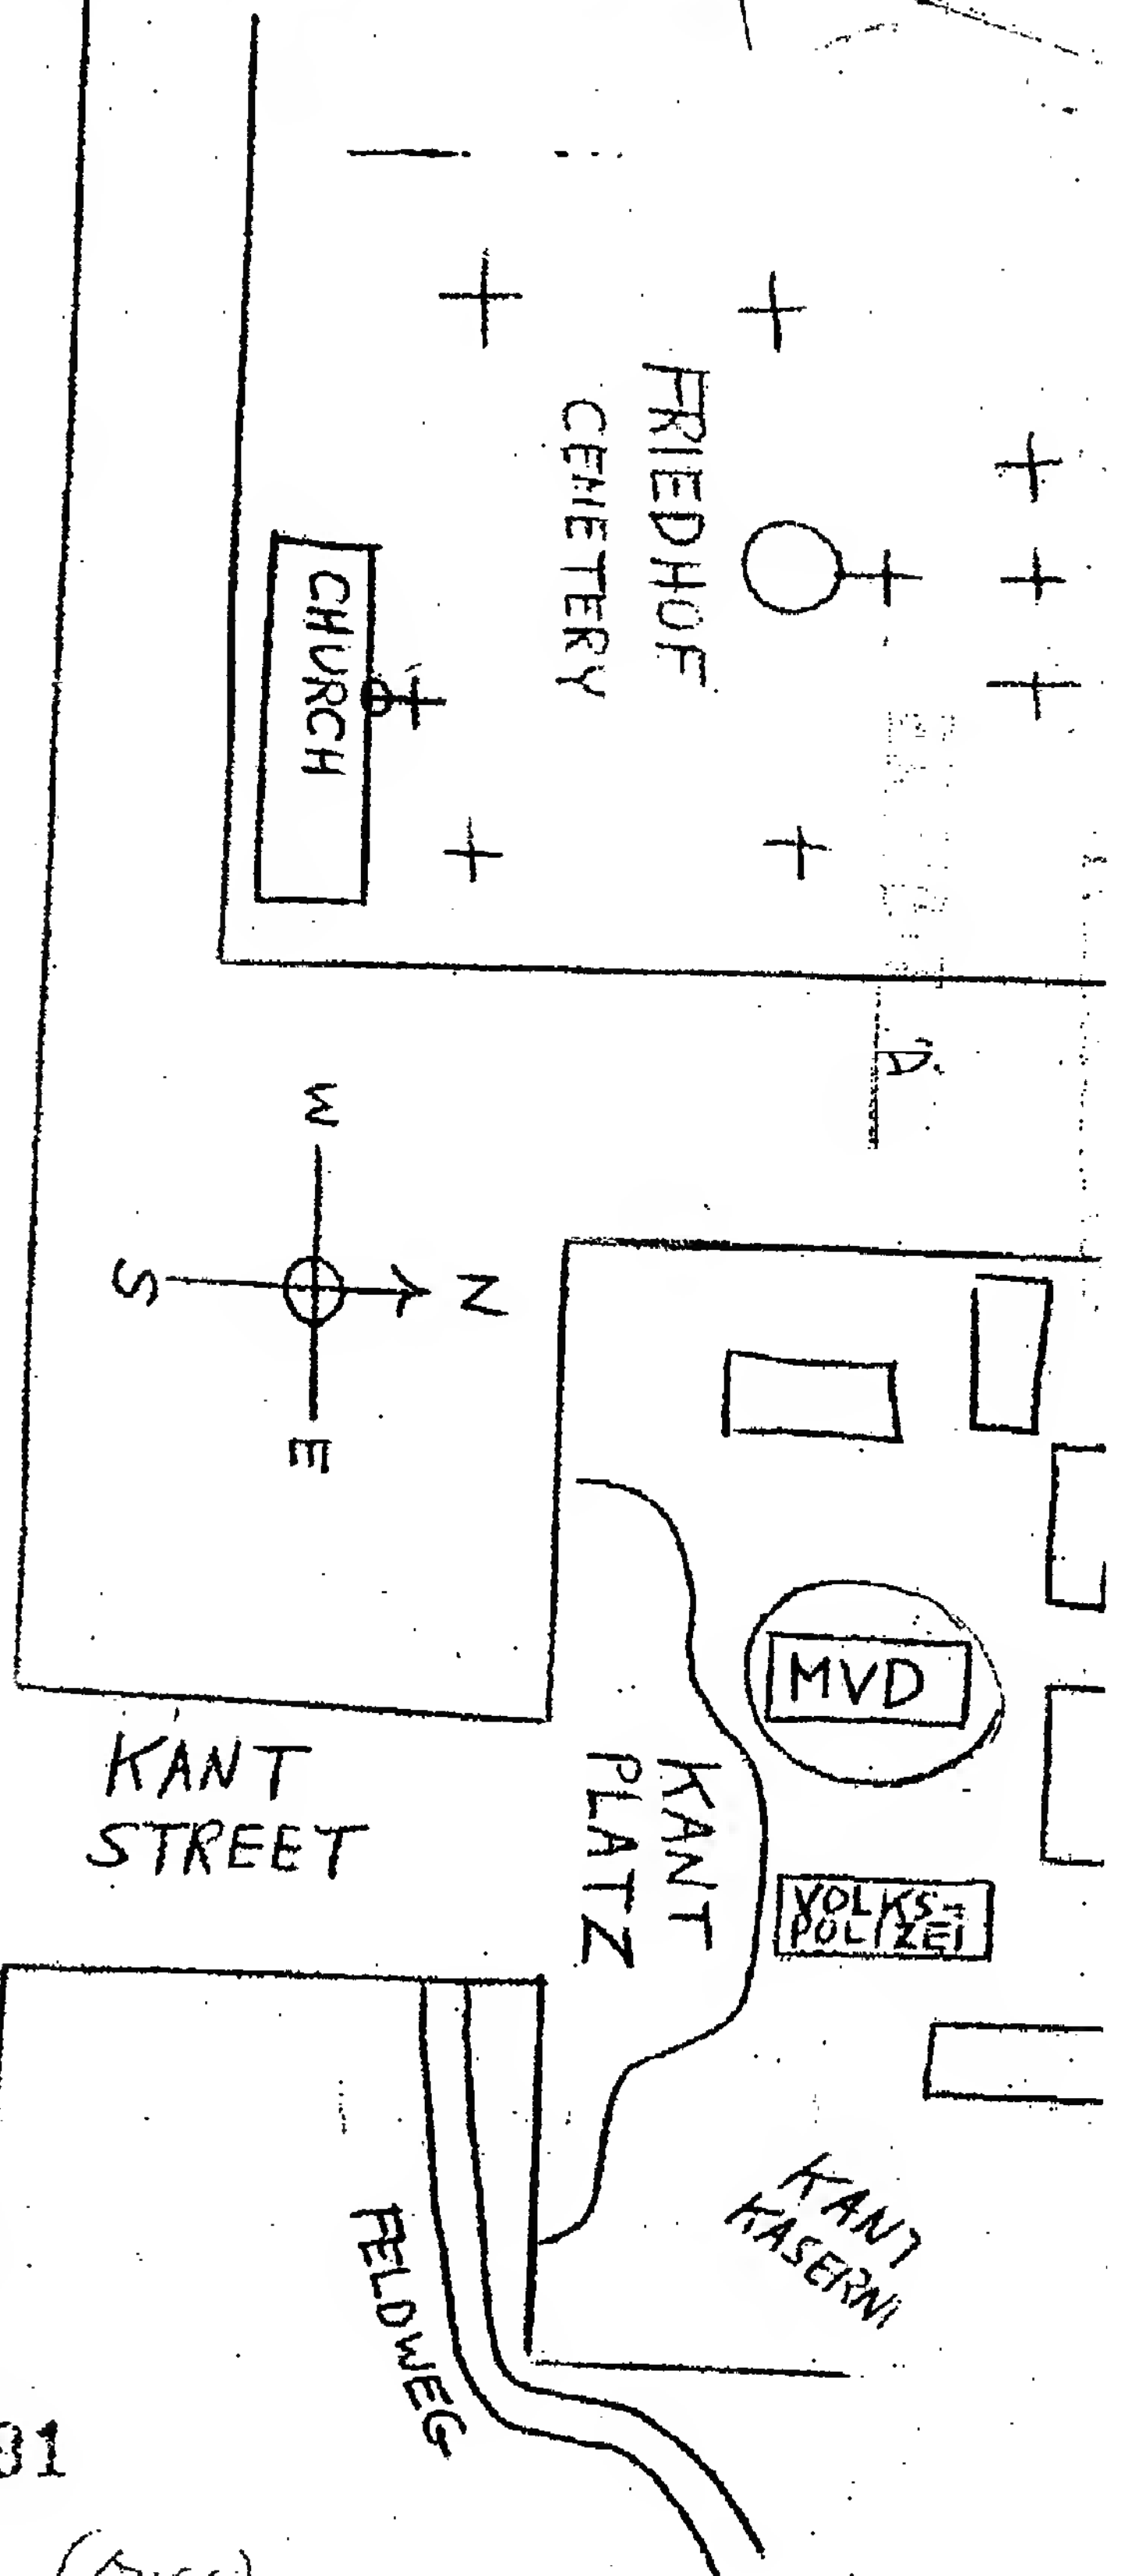 FRIEDHOF
CEMETERY
CHURCH
W
S
N
E
MVD
KANT
STREET
KANT
PLATZ
VOLKS-
POLIZEI
KANT
KASERNI
FELDWEG